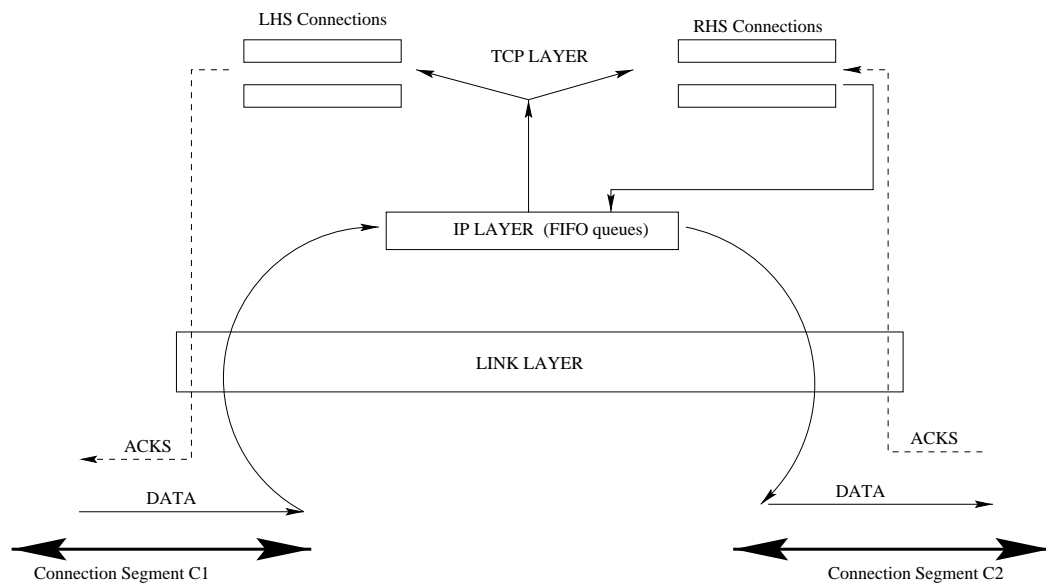 LHS Connections
RHS Connections
TCP LAYER
IP LAYER (FIFO queues)
LINK LAYER
ACKS
ACKS
DATA
DATA
Connection Segment C1
Connection Segment C2